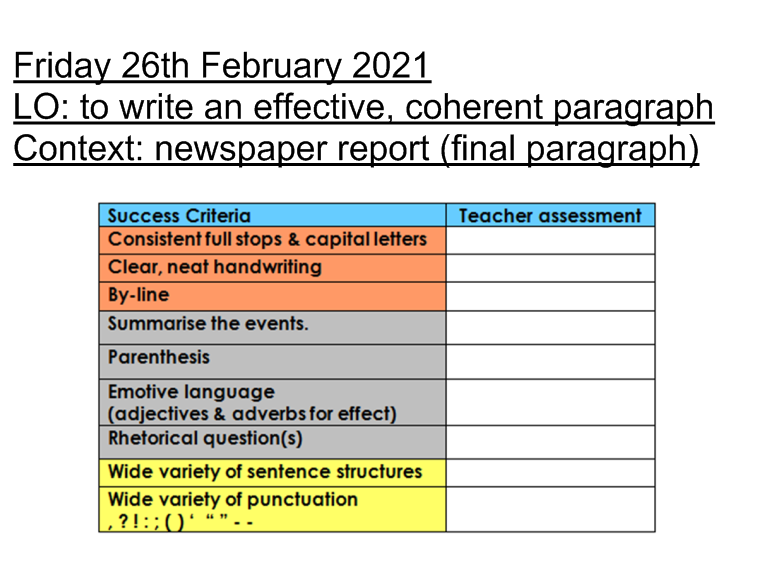 Friday 26th February 2021
LO: to write an effective, coherent paragraph
Context: newspaper report (final paragraph)
Success Criteria Teacher assessment
Consistent full stops & capital letters
Clear, neat handwriting
By-line
Summarise the events.
Parenthesis
Emotive language
(adjectives & adverbs for effect)
Rhetorical question(s)
Wide variety of sentence structures
Wide variety of punctuation
, ? ! : ; ( ) ‘ “ ” - -